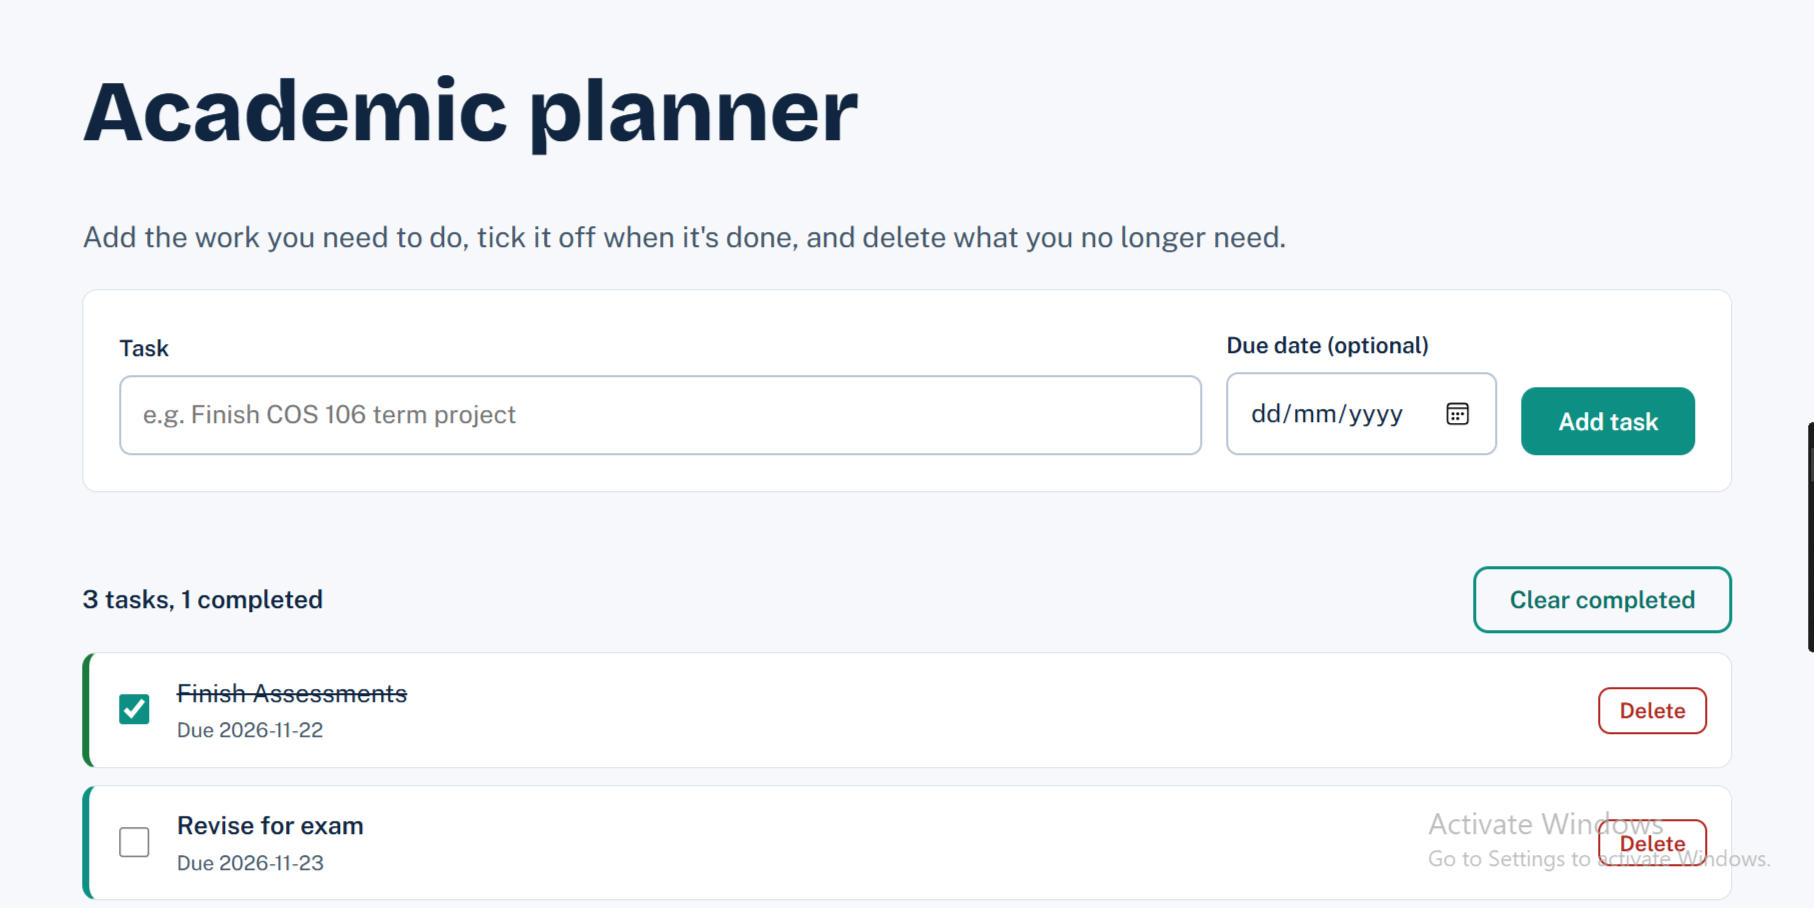 Academic planner
Add the work you need to do, tick it off when it's done, and delete what you no longer need.
Task
Due date (optional)
e.g. Finish COS 106 term project
dd/mm/yyyy
Add task
3 tasks, 1 completed
Clear completed
Finish Assessments
Due 2026-11-22
Delete
Revise for exam
Due 2026-11-23
Delete
Activate Windows
Go to Settings to activate Windows.